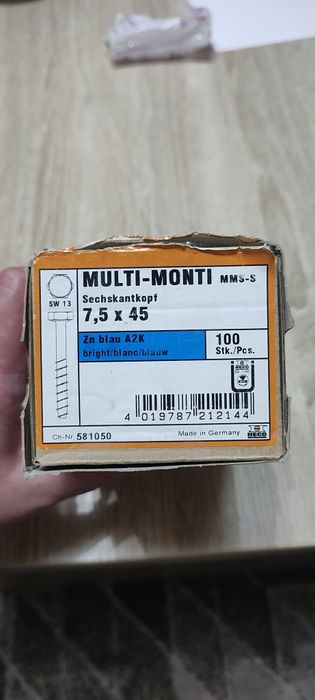 MULTI-MONTI MMS-S
SW 13
Sechskantkopf
7,5 x 45
Zn blau A2K
bright/blanc/blauw
100
Stk./Pcs.
4 019787 212144
Ch-Nr. 581050
Made in Germany
HECO